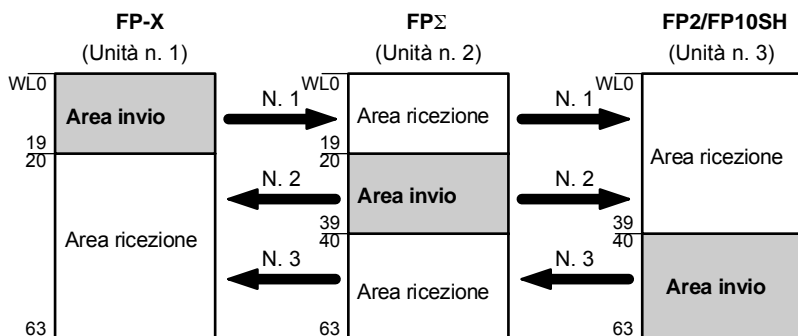 FP-X FPΣ FP2/FP10SH
(Unità n. 1) (Unità n. 2) (Unità n. 3)
WL0 WL0 WL0
Area invio N. 1 Area ricezione N. 1
19 19
20 20
Area ricezione
N. 2 Area invio N. 2
Area ricezione
39 39
40 40
N. 3 Area ricezione N. 3 Area invio
63 63 63